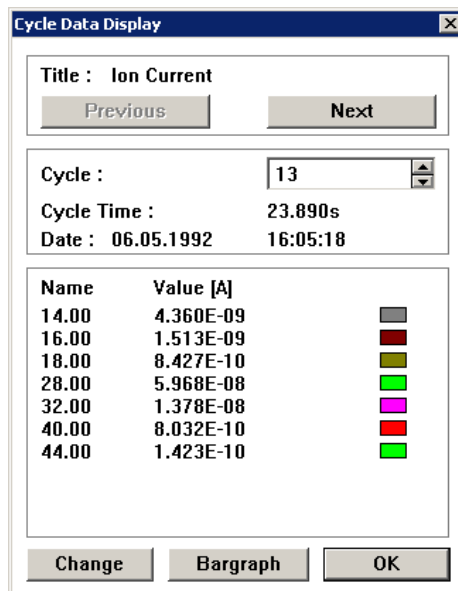 Cycle Data Display
Title : Ion Current
Previous Next
Cycle : 13
Cycle Time : 23.890s
Date : 06.05.1992 16:05:18
Name Value [A]
14.00 4.360E-09
16.00 1.513E-09
18.00 8.427E-10
28.00 5.968E-08
32.00 1.378E-08
40.00 8.032E-10
44.00 1.423E-10
Change Bargraph OK